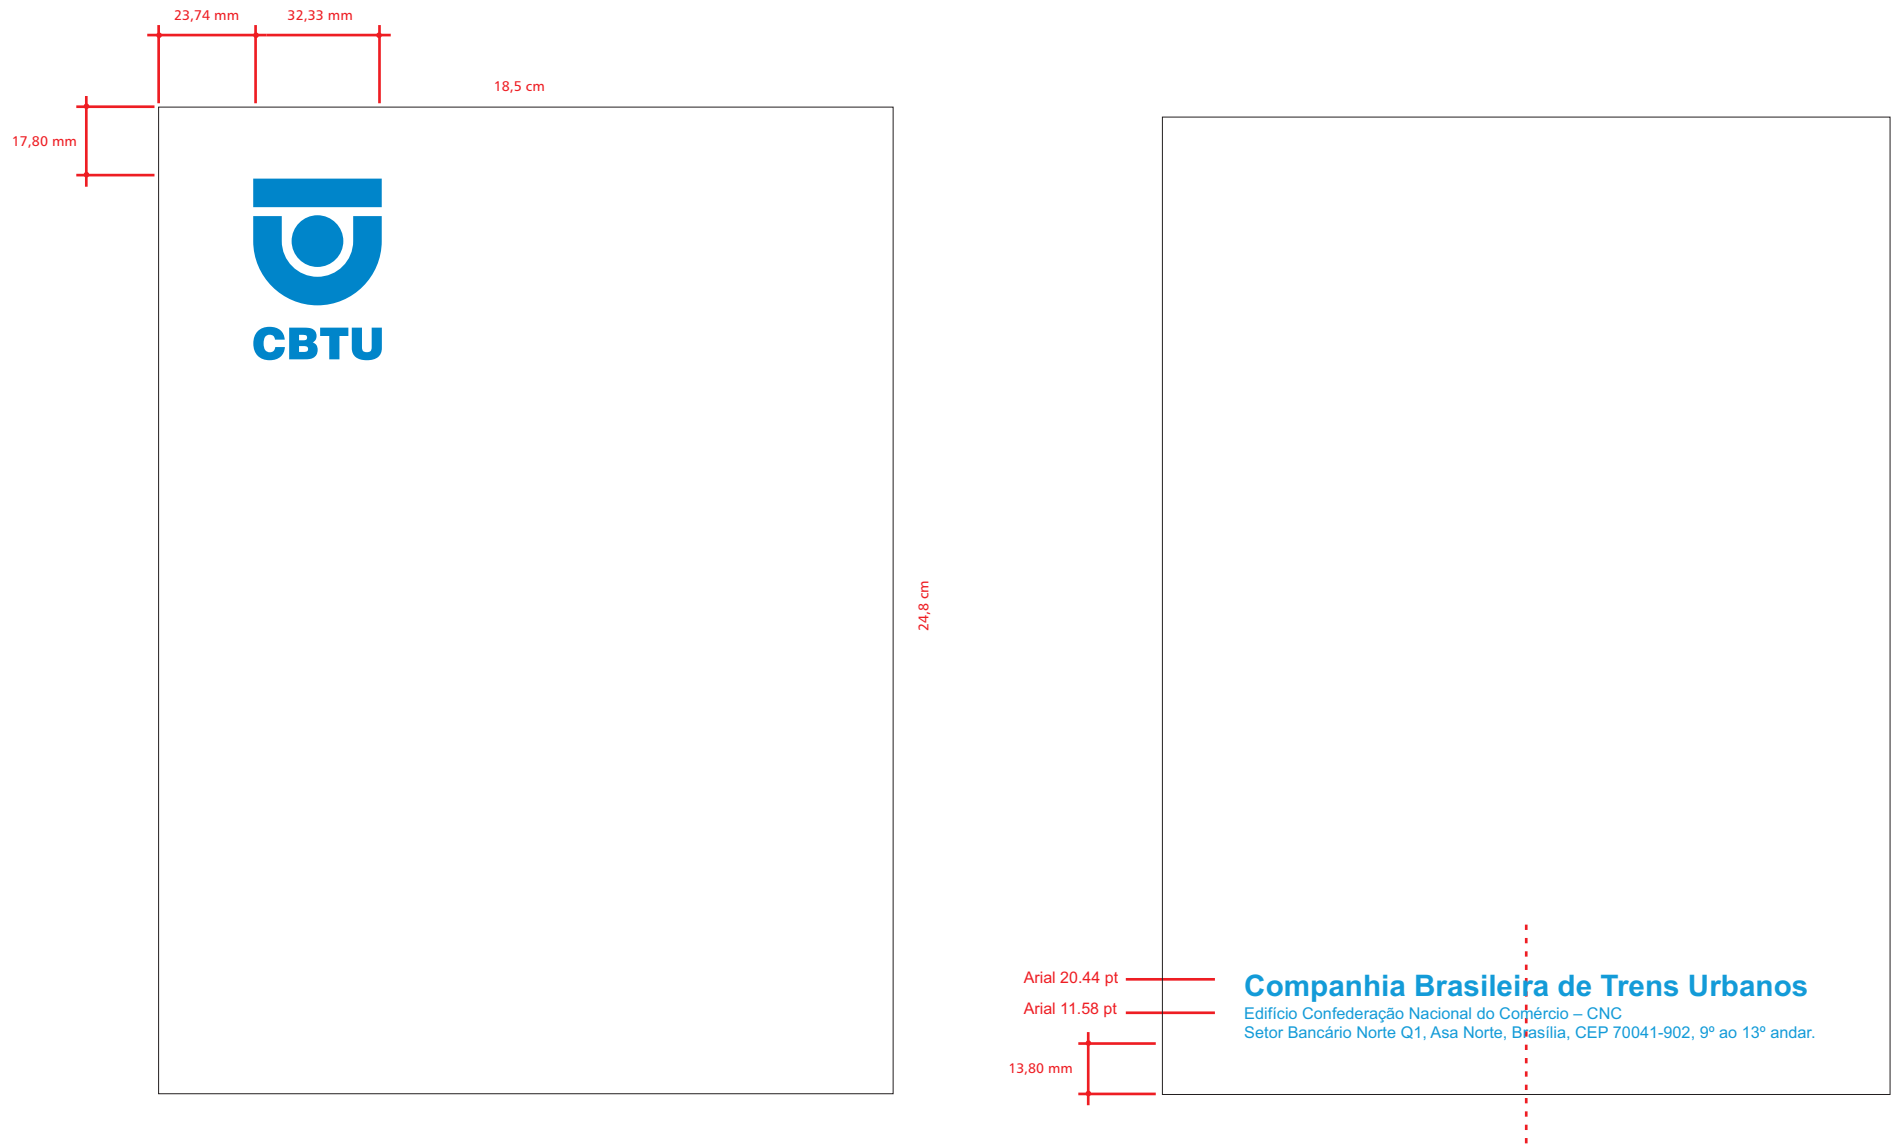 23,74 mm
32,33 mm
18,5 cm
17,80 mm
CBTU
24,8 cm
Arial 20.44 pt
Companhia Brasileira de Trens Urbanos
Arial 11.58 pt
Edifício Confederação Nacional do Comércio – CNC
Setor Bancário Norte Q1, Asa Norte, Brasília, CEP 70041-902, 9º ao 13º andar.
13,80 mm